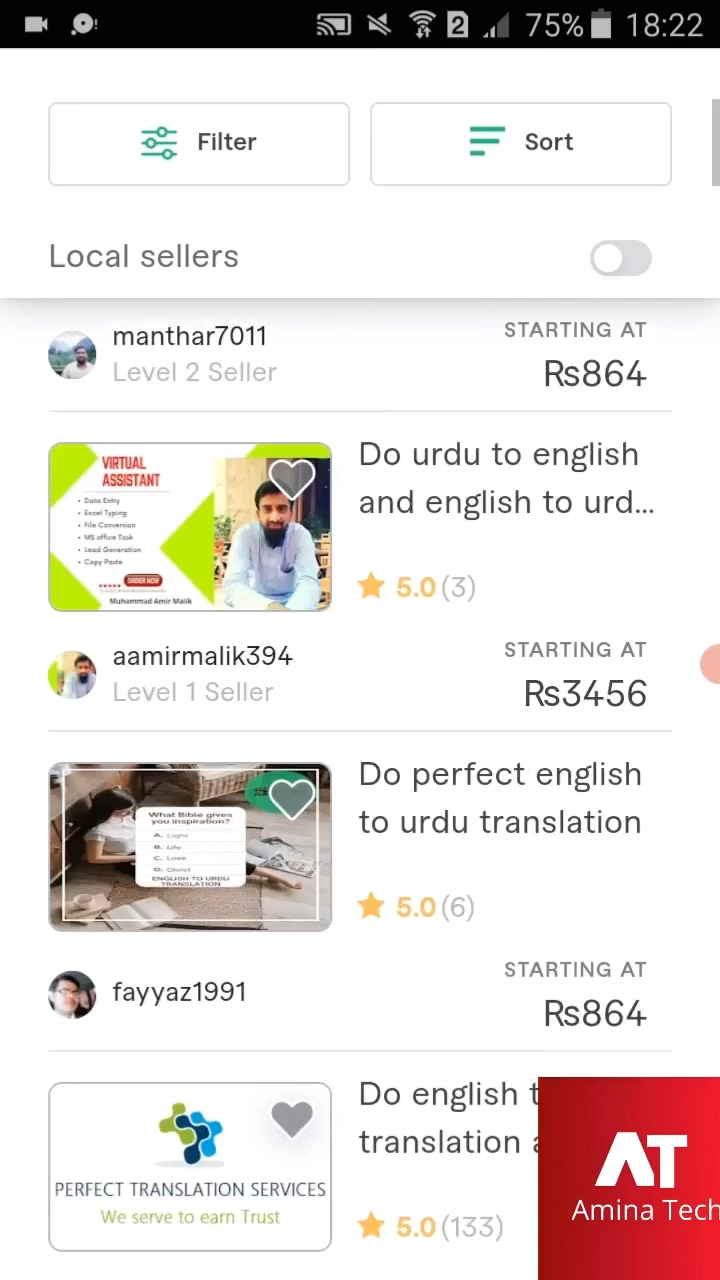 2 75% 18:22
Filter
Sort
Local sellers
manthar7011
Level 2 Seller
STARTING AT
Rs864
VIRTUAL
ASSISTANT
• Data Entry
• Excel Typing
• File Conversion
• MS office Task
• Lead Generation
• Copy Paste
ORDER NOW
Muhammad Amir Malik
Do urdu to english
and english to urd...
5.0 (3)
aamirmalik394
Level 1 Seller
STARTING AT
Rs3456
What Bible gives
you inspiration?
A. Light
B. Life
C. Love
D. Christ
ENGLISH TO URDU
TRANSLATION
Do perfect english
to urdu translation
5.0 (6)
fayyaz1991
STARTING AT
Rs864
PERFECT TRANSLATION SERVICES
We serve to earn Trust
Do english
translation
5.0 (133)
AT
Amina Tech